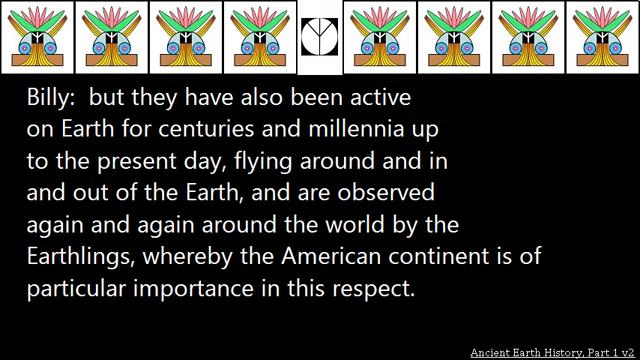 Billy:  but they have also been active
on Earth for centuries and millennia up
to the present day, flying around and in
and out of the Earth, and are observed
again and again around the world by the
Earthlings, whereby the American continent is of
particular importance in this respect.
Ancient Earth History, Part 1 v2